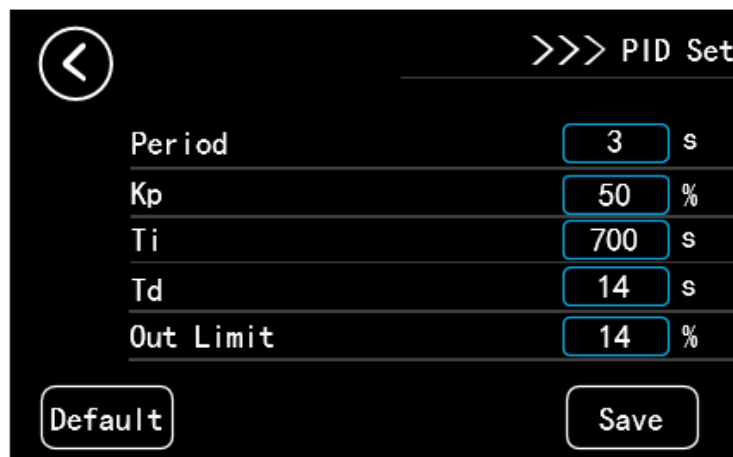 >>> PID Set
Period 3 s
Kp 50 %
Ti 700 s
Td 14 s
Out Limit 14 %
Default Save